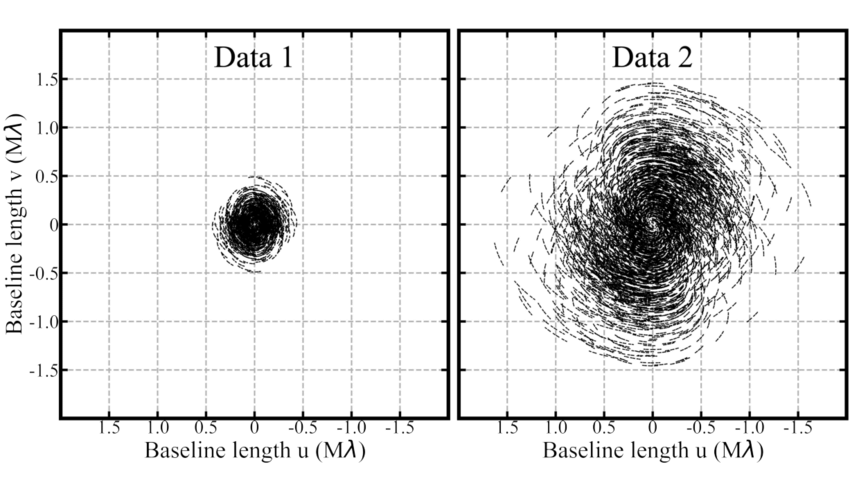 Data 1
Data 2
1.5
1.0
0.5
0
-0.5
-1.0
-1.5
Baseline length v (Mλ)
1.5 1.0 0.5 0 -0.5 -1.0 -1.5
1.5 1.0 0.5 0 -0.5 -1.0 -1.5
Baseline length u (Mλ)
Baseline length u (Mλ)